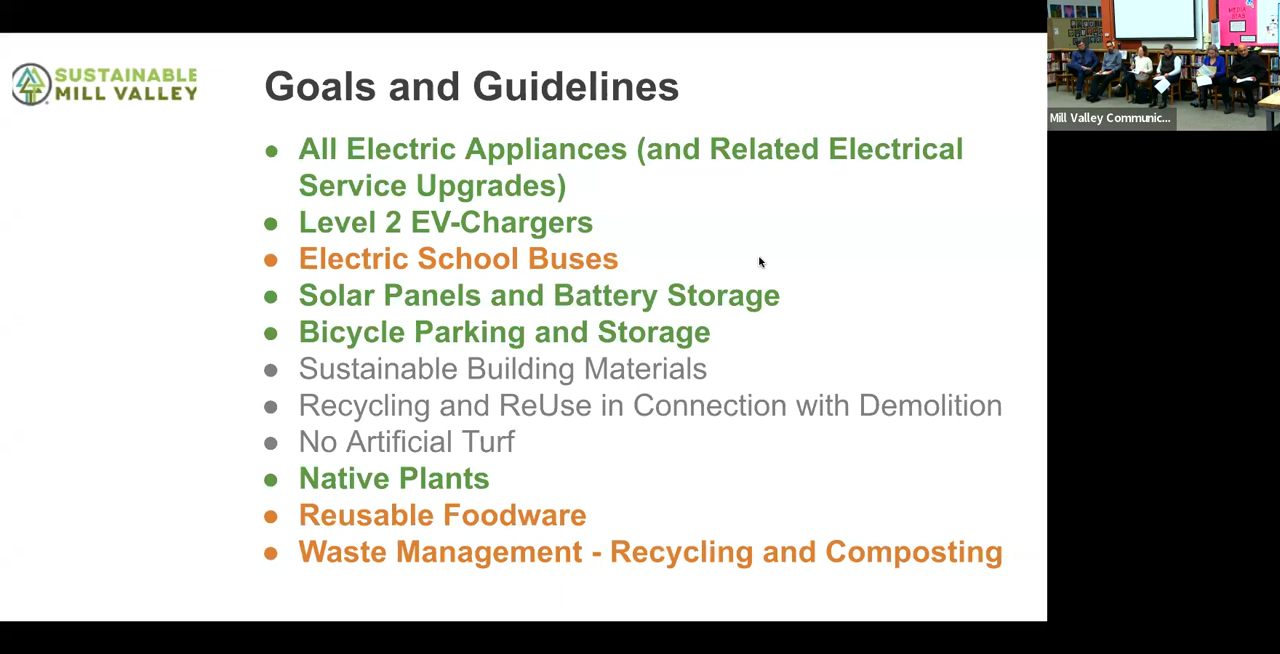 SUSTAINABLE
MILL VALLEY
Goals and Guidelines
● All Electric Appliances (and Related Electrical
Service Upgrades)
● Level 2 EV-Chargers
● Electric School Buses
● Solar Panels and Battery Storage
● Bicycle Parking and Storage
● Sustainable Building Materials
● Recycling and ReUse in Connection with Demolition
● No Artificial Turf
● Native Plants
● Reusable Foodware
● Waste Management - Recycling and Composting
MEDIA
Mill Valley Communic...